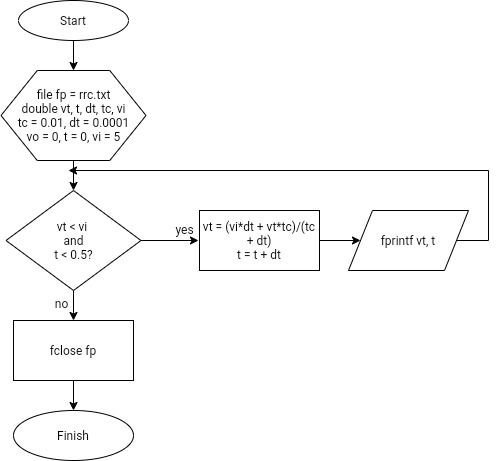 Start
file fp = rrc.txt
double vt, t, dt, tc, vi
tc = 0.01, dt = 0.0001
vo = 0, t = 0, vi = 5
vt < vi
and
t < 0.5?
yes
vt = (vi*dt + vt*tc)/(tc
+ dt)
t = t + dt
fprintf vt, t
no
fclose fp
Finish